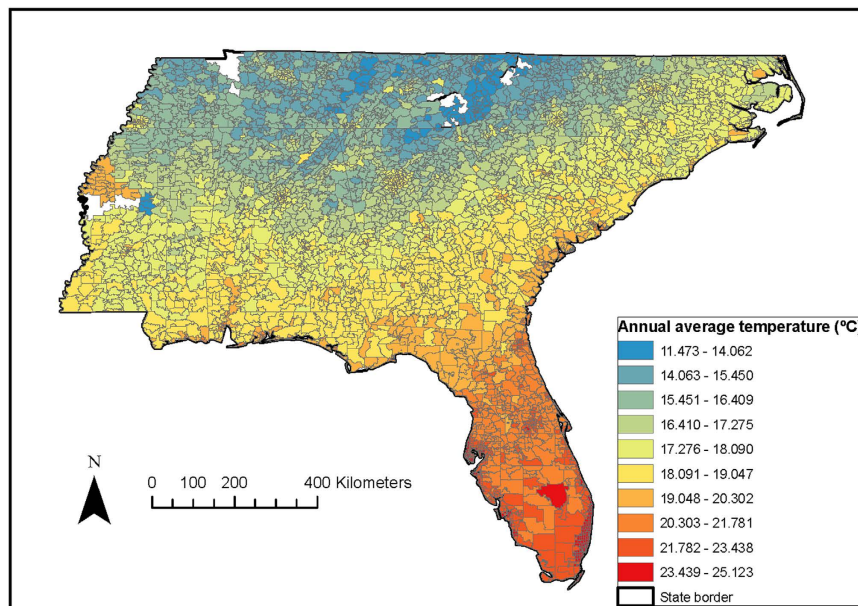 Annual average temperature (ºC)
11.473 - 14.062
14.063 - 15.450
15.451 - 16.409
16.410 - 17.275
17.276 - 18.090
18.091 - 19.047
19.048 - 20.302
20.303 - 21.781
21.782 - 23.438
23.439 - 25.123
State border
N
0 100 200 400 Kilometers